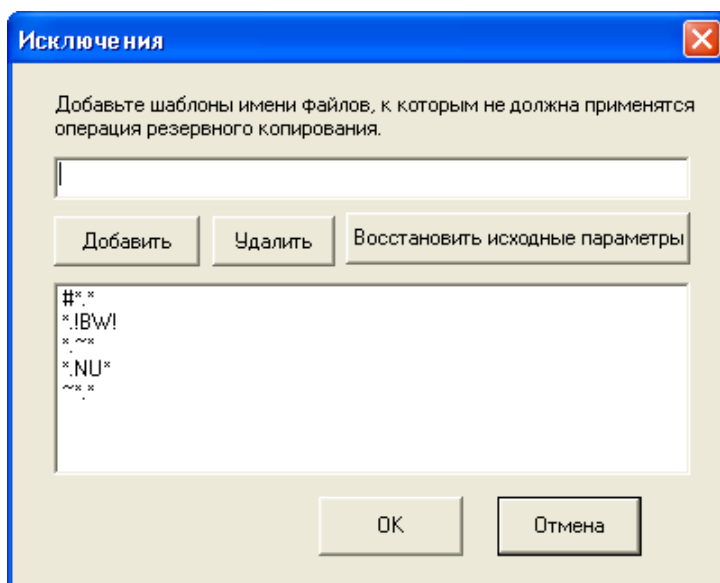 Исключения
Добавьте шаблоны имени файлов, к которым не должна применятся
операция резервного копирования.
Добавить
Удалить
Восстановить исходные параметры
#*.*
*.!BW!
*.~*
*.NU*
~*.*
OK
Отмена